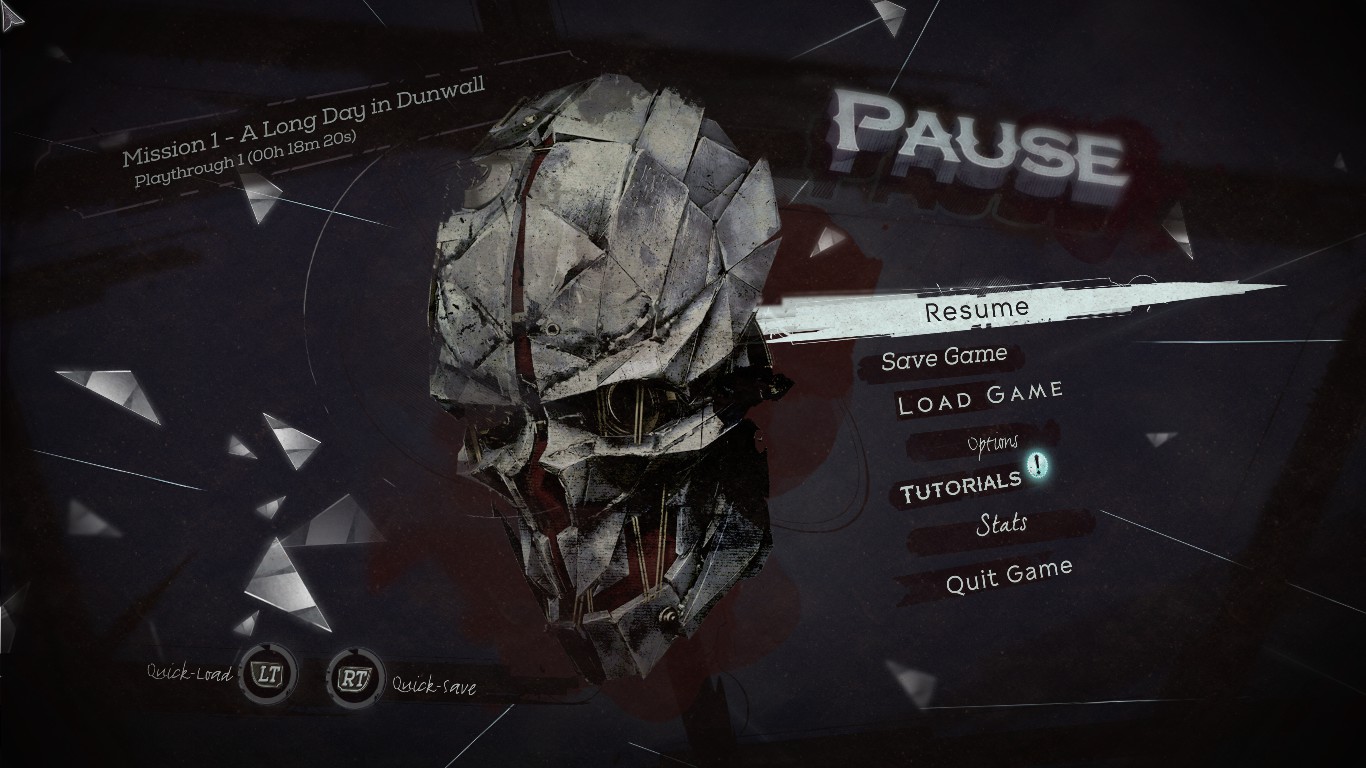 Mission 1 - A Long Day in Dunwall
Playthrough 1 (00h 18m 20s)
PAUSE
Resume
Save Game
LOAD GAME
Options
TUTORIALS !
Stats
Quit Game
Quick-Load LT RT Quick-Save